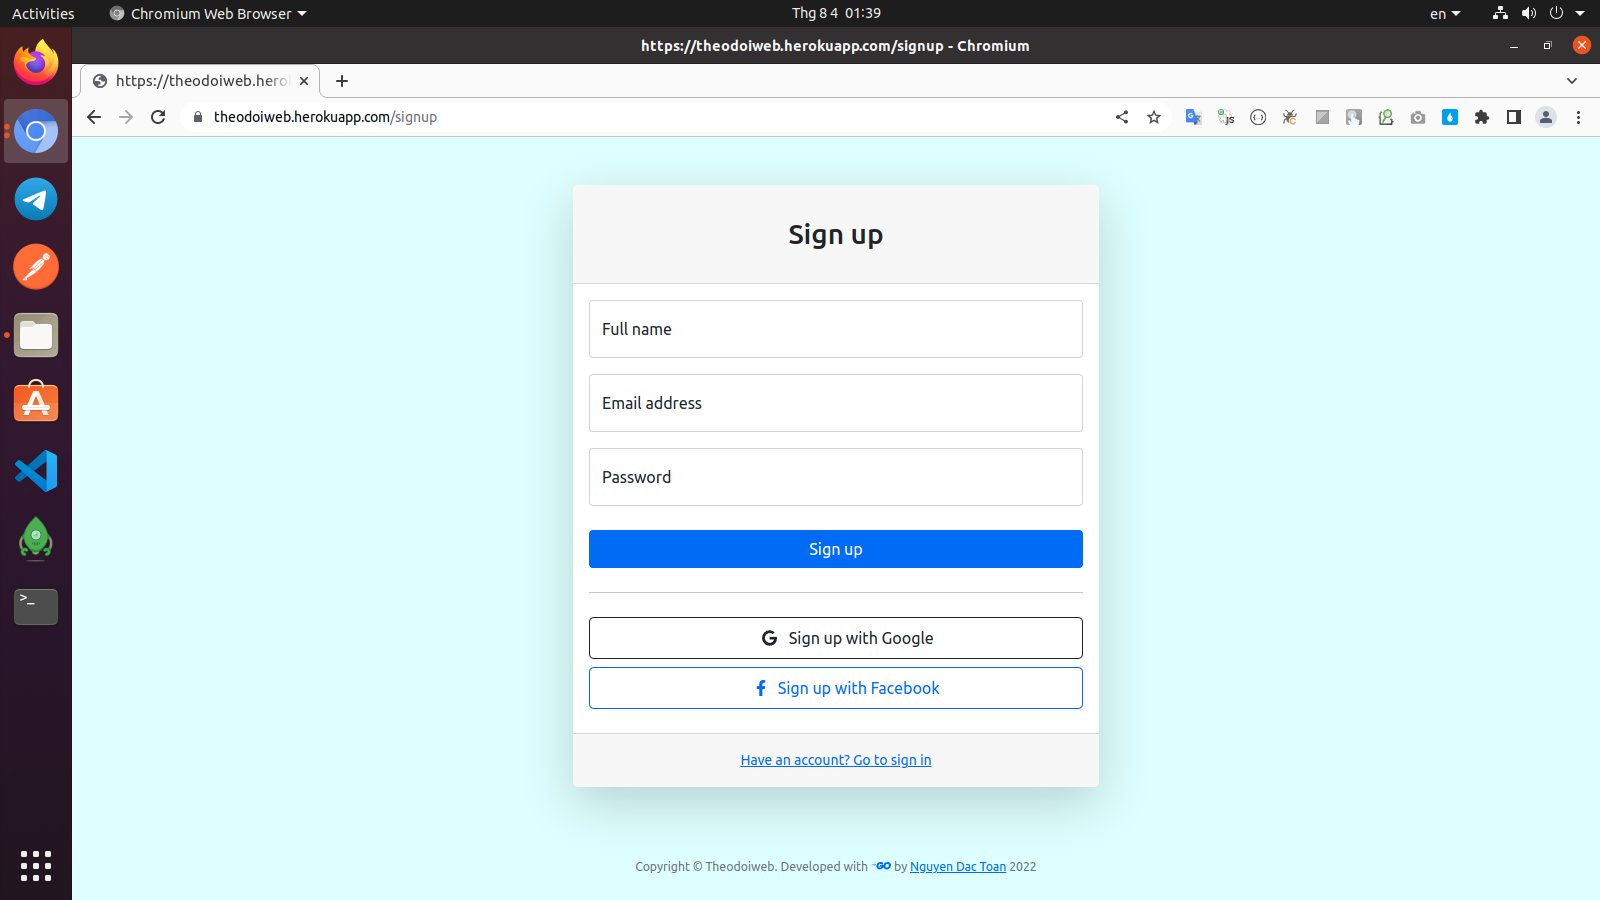 Activities
Chromium Web Browser
Thg 8 4 01:39
en
https://theodoiweb.herokuapp.com/signup - Chromium
https://theodoiweb.hero
theodoiweb.herokuapp.com/signup
Sign up
Full name
Email address
Password
Sign up
Sign up with Google
Sign up with Facebook
Have an account? Go to sign in
Copyright © Theodoiweb. Developed with GO by Nguyen Dac Toan 2022